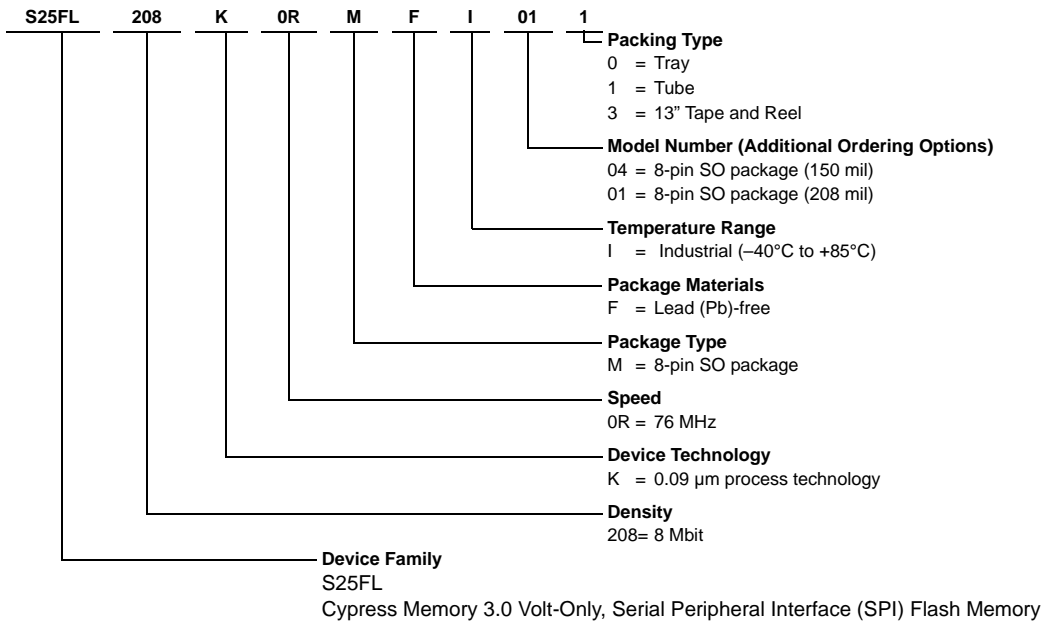 S25FL 208 K 0R M F I 01 1
Packing Type
0 = Tray
1 = Tube
3 = 13” Tape and Reel
Model Number (Additional Ordering Options)
04 = 8-pin SO package (150 mil)
01 = 8-pin SO package (208 mil)
Temperature Range
I = Industrial (–40°C to +85°C)
Package Materials
F = Lead (Pb)-free
Package Type
M = 8-pin SO package
Speed
0R = 76 MHz
Device Technology
K = 0.09 µm process technology
Density
208= 8 Mbit
Device Family
S25FL
Cypress Memory 3.0 Volt-Only, Serial Peripheral Interface (SPI) Flash Memory